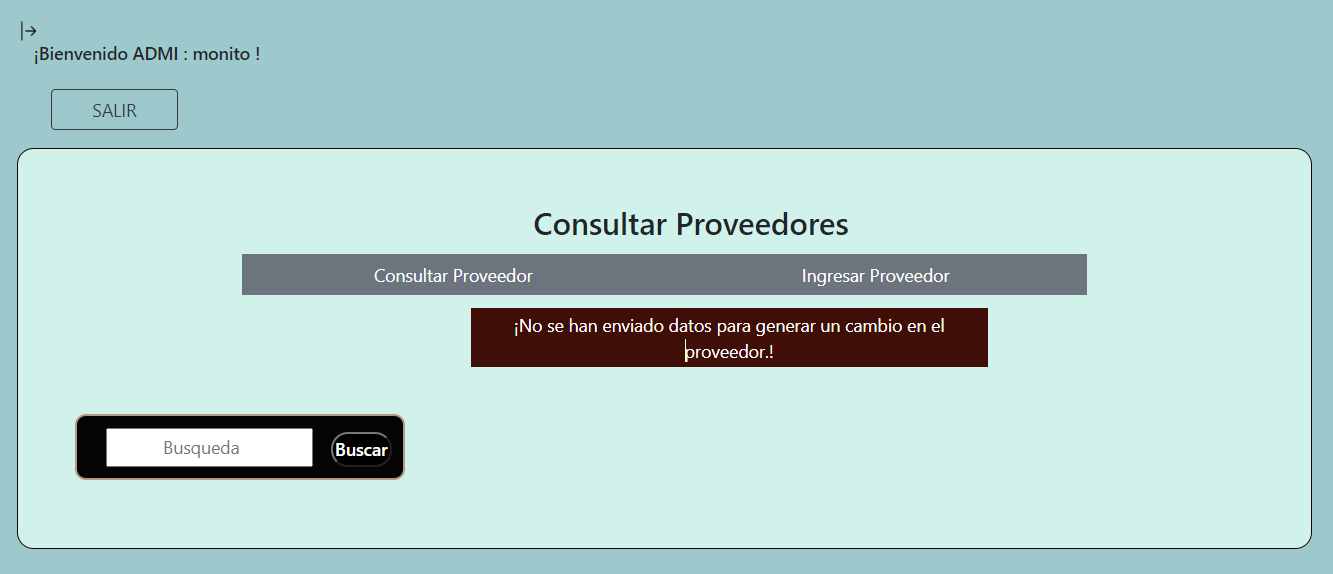 ¡Bienvenido ADMI : monito !
SALIR
Consultar Proveedores
Consultar Proveedor
Ingresar Proveedor
¡No se han enviado datos para generar un cambio en el
proveedor.!
Busqueda
Buscar